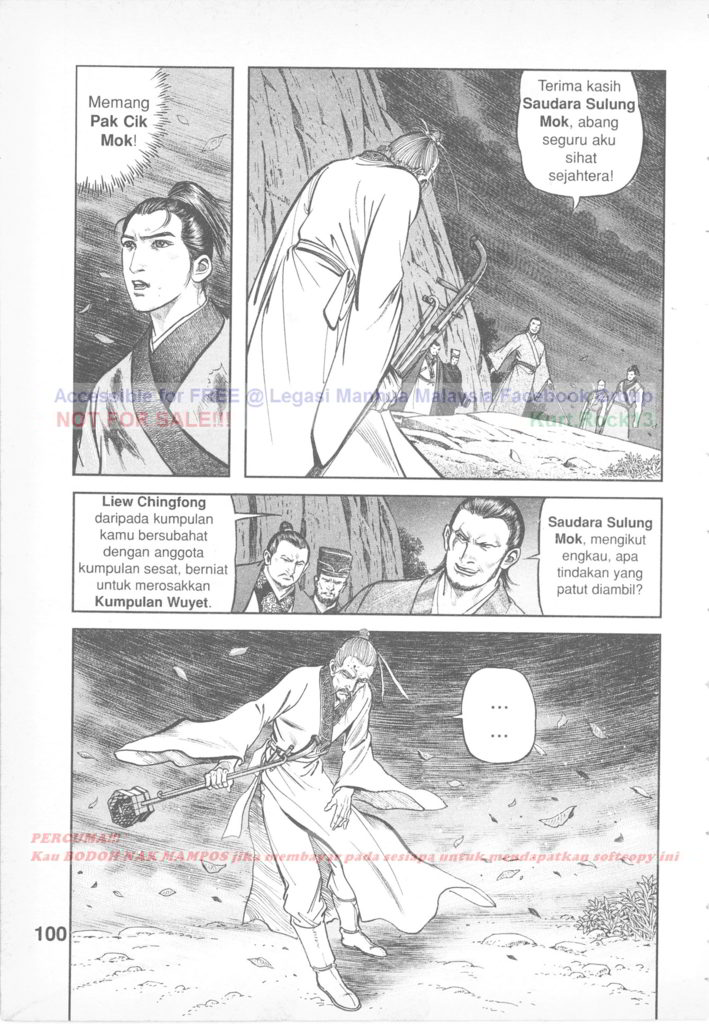 Memang
Pak Cik
Mok!
Terima kasih
Saudara Sulung
Mok, abang
seguru aku
sihat
sejahtera!
Accessible for FREE @ Legasi Manhua Malaysia Facebook Group
NOT FOR SALE!!!
Kurt Rock73
Liew Chingfong
daripada kumpulan
kamu bersubahat
dengan anggota
kumpulan sesat, berniat
untuk merosakkan
Kumpulan Wuyet.
Saudara Sulung
Mok, mengikut
engkau, apa
tindakan yang
patut diambil?
...
...
PERCUMA!!!
Kau BODOH NAK MAMPOS jika membayar pada sesiapa untuk mendapatkan softcopy ini
100